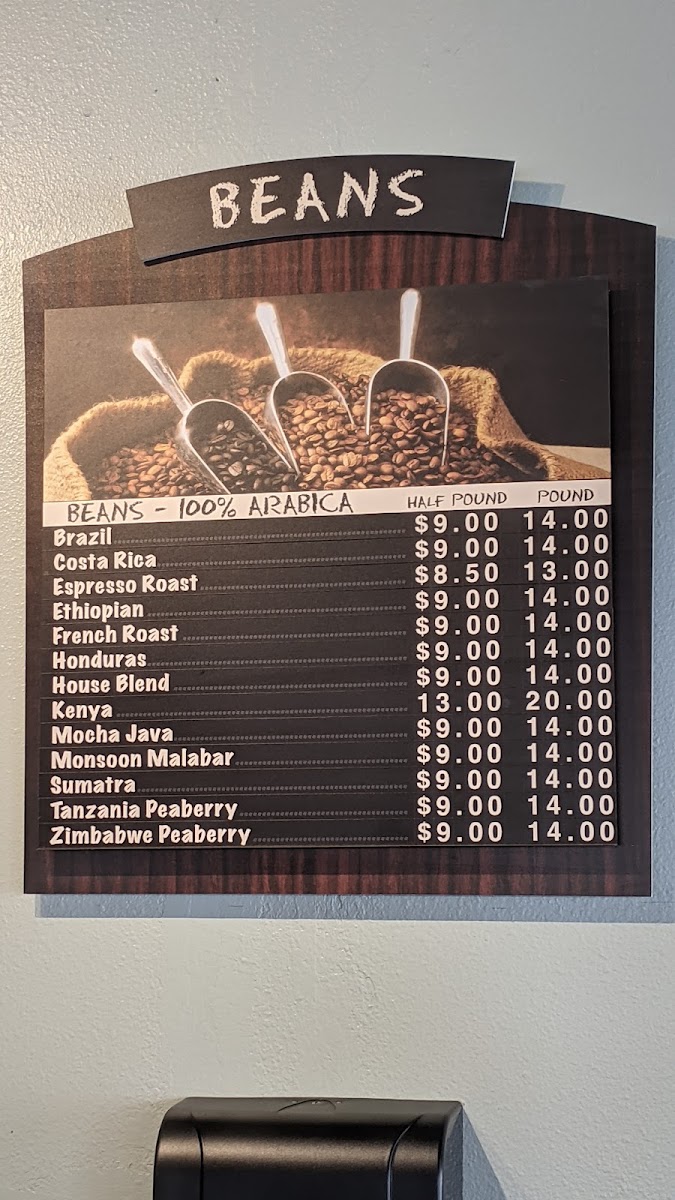 BEANS
BEANS - 100% ARABICA HALF POUND POUND
Brazil $9.00 14.00
Costa Rica $9.00 14.00
Espresso Roast $8.50 13.00
Ethiopian $9.00 14.00
French Roast $9.00 14.00
Honduras $9.00 14.00
House Blend $9.00 14.00
Kenya 13.00 20.00
Mocha Java $9.00 14.00
Monsoon Malabar $9.00 14.00
Sumatra $9.00 14.00
Tanzania Peaberry $9.00 14.00
Zimbabwe Peaberry $9.00 14.00